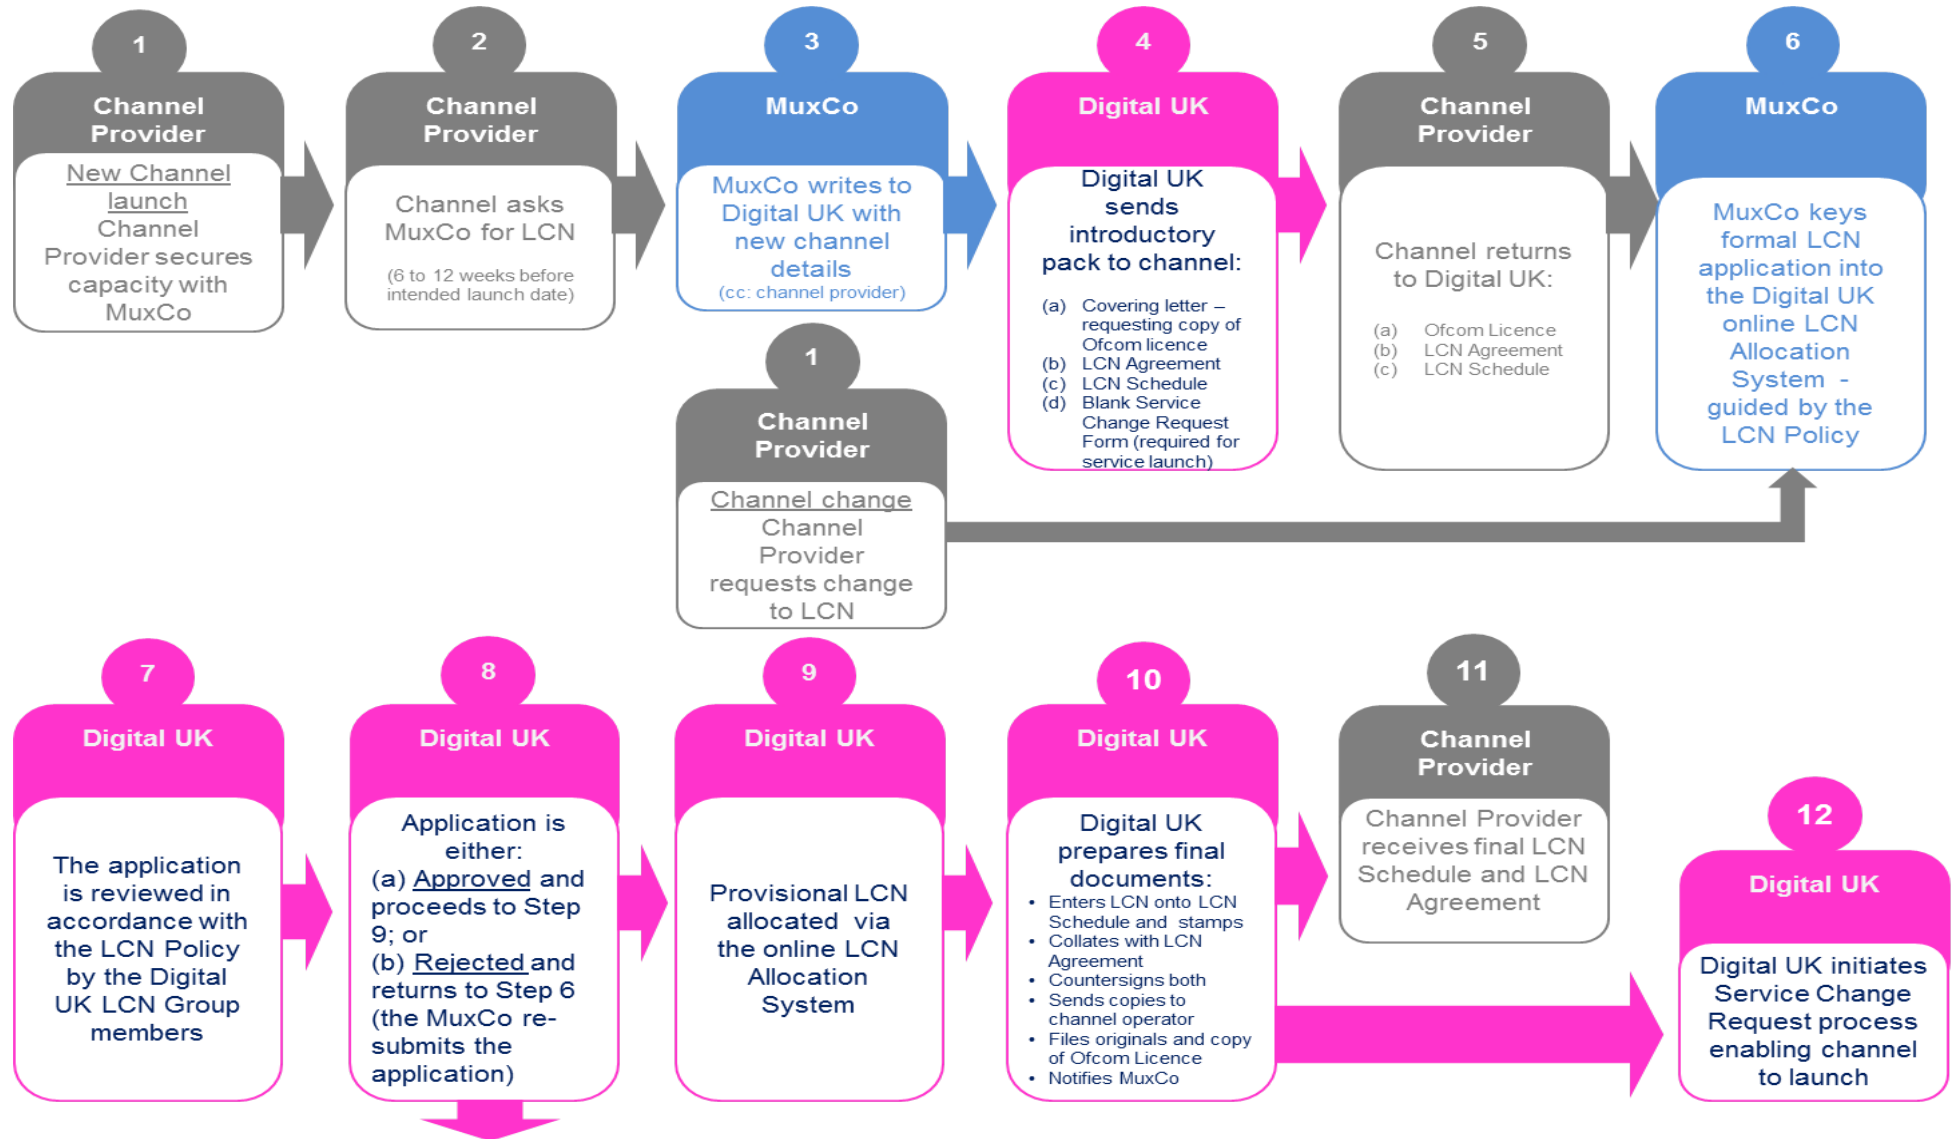 1
Channel
Provider
New Channel
launch
Channel
Provider secures
capacity with
MuxCo
2
Channel
Provider
Channel asks
MuxCo for LCN
(6 to 12 weeks before
intended launch date)
3
MuxCo
MuxCo writes to
Digital UK with
new channel
details
(cc: channel provider)
4
Digital UK
Digital UK
sends
introductory
pack to channel:
(a) Covering letter –
requesting copy of
Ofcom licence
(b) LCN Agreement
(c) LCN Schedule
(d) Blank Service
Change Request
Form (required for
service launch)
5
Channel
Provider
Channel returns
to Digital UK:
(a) Ofcom Licence
(b) LCN Agreement
(c) LCN Schedule
6
MuxCo
MuxCo keys
formal LCN
application into
the Digital UK
online LCN
Allocation
System -
guided by the
LCN Policy
1
Channel
Provider
Channel change
Channel
Provider
requests change
to LCN
7
Digital UK
The application
is reviewed in
accordance with
the LCN Policy
by the Digital
UK LCN Group
members
8
Digital UK
Application is
either:
(a) Approved and
proceeds to Step
9; or
(b) Rejected and
returns to Step 6
(the MuxCo re-
submits the
application)
9
Digital UK
Provisional LCN
allocated via
the online LCN
Allocation
System
10
Digital UK
Digital UK
prepares final
documents:
• Enters LCN onto LCN
Schedule and stamps
• Collates with LCN
Agreement
• Countersigns both
• Sends copies to
channel operator
• Files originals and copy
of Ofcom Licence
• Notifies MuxCo
11
Channel
Provider
Channel Provider
receives final LCN
Schedule and LCN
Agreement
12
Digital UK
Digital UK initiates
Service Change
Request process
enabling channel
to launch